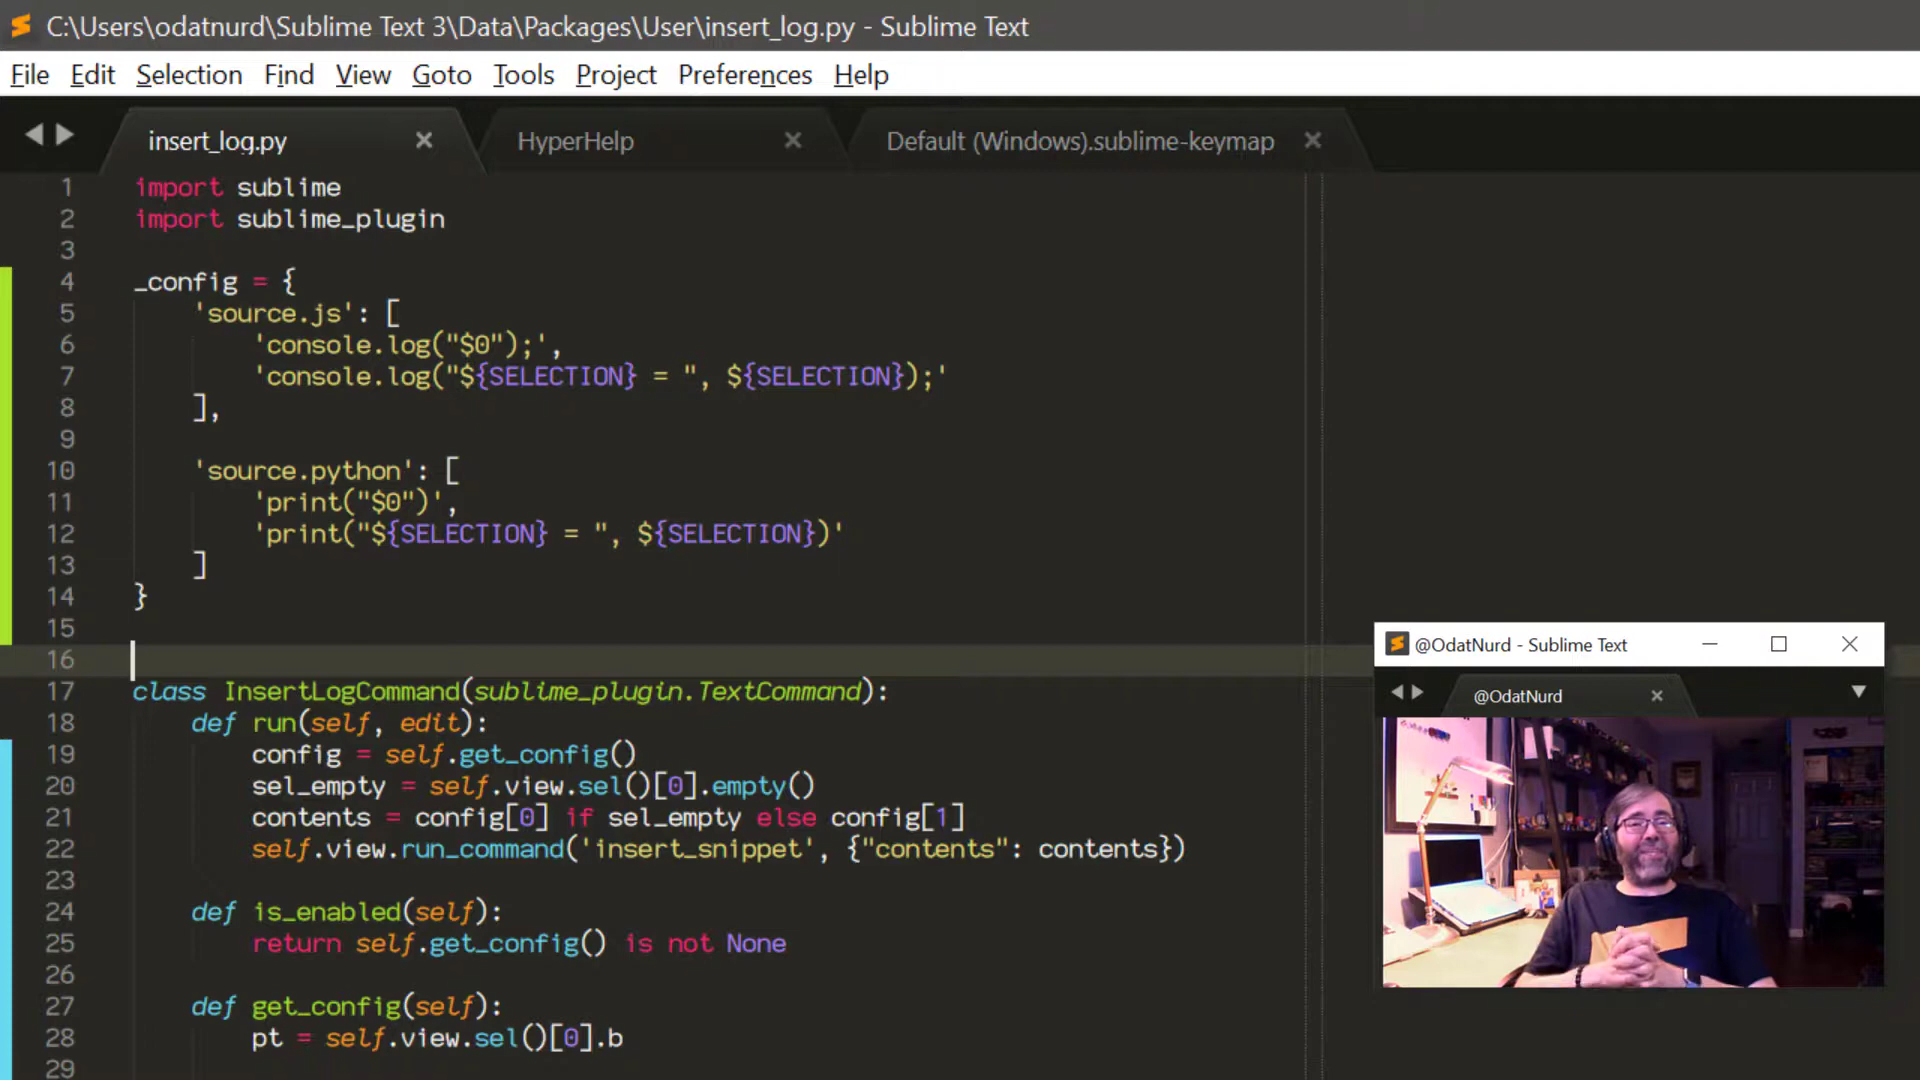 C:\Users\odatnurd\Sublime Text 3\Data\Packages\User\insert_log.py - Sublime Text
File Edit Selection Find View Goto Tools Project Preferences Help
insert_log.py HyperHelp Default (Windows).sublime-keymap
1 import sublime
2 import sublime_plugin
3
4 _config = {
5     'source.js': [
6         'console.log("$0");',
7         'console.log("${SELECTION} = ", ${SELECTION});'
8     ],
9
10     'source.python': [
11         'print("$0")',
12         'print("${SELECTION} = ", ${SELECTION})'
13     ]
14 }
15
16
17 class InsertLogCommand(sublime_plugin.TextCommand):
18     def run(self, edit):
19         config = self.get_config()
20         sel_empty = self.view.sel()[0].empty()
21         contents = config[0] if sel_empty else config[1]
22         self.view.run_command('insert_snippet', {"contents": contents})
23
24     def is_enabled(self):
25         return self.get_config() is not None
26
27     def get_config(self):
28         pt = self.view.sel()[0].b
29
@OdatNurd - Sublime Text
@OdatNurd